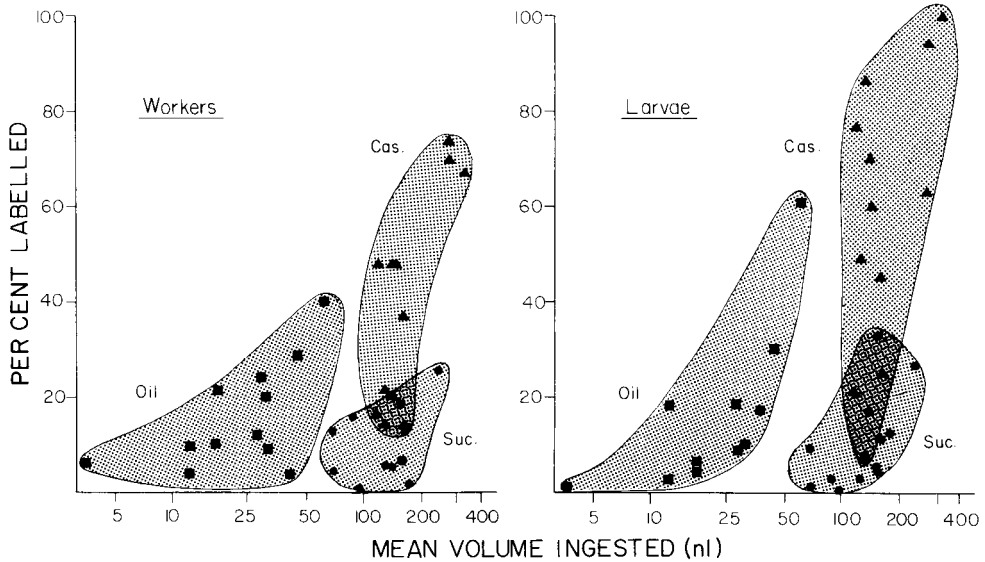 PER CENT LABELLED
100
80
60
40
20
Workers
Cas.
Oil
Suc.
5 10 25 50 100 200 400
100
80
60
40
20
Larvae
Cas.
Oil
Suc.
5 10 25 50 100 200 400
MEAN VOLUME INGESTED (nl)